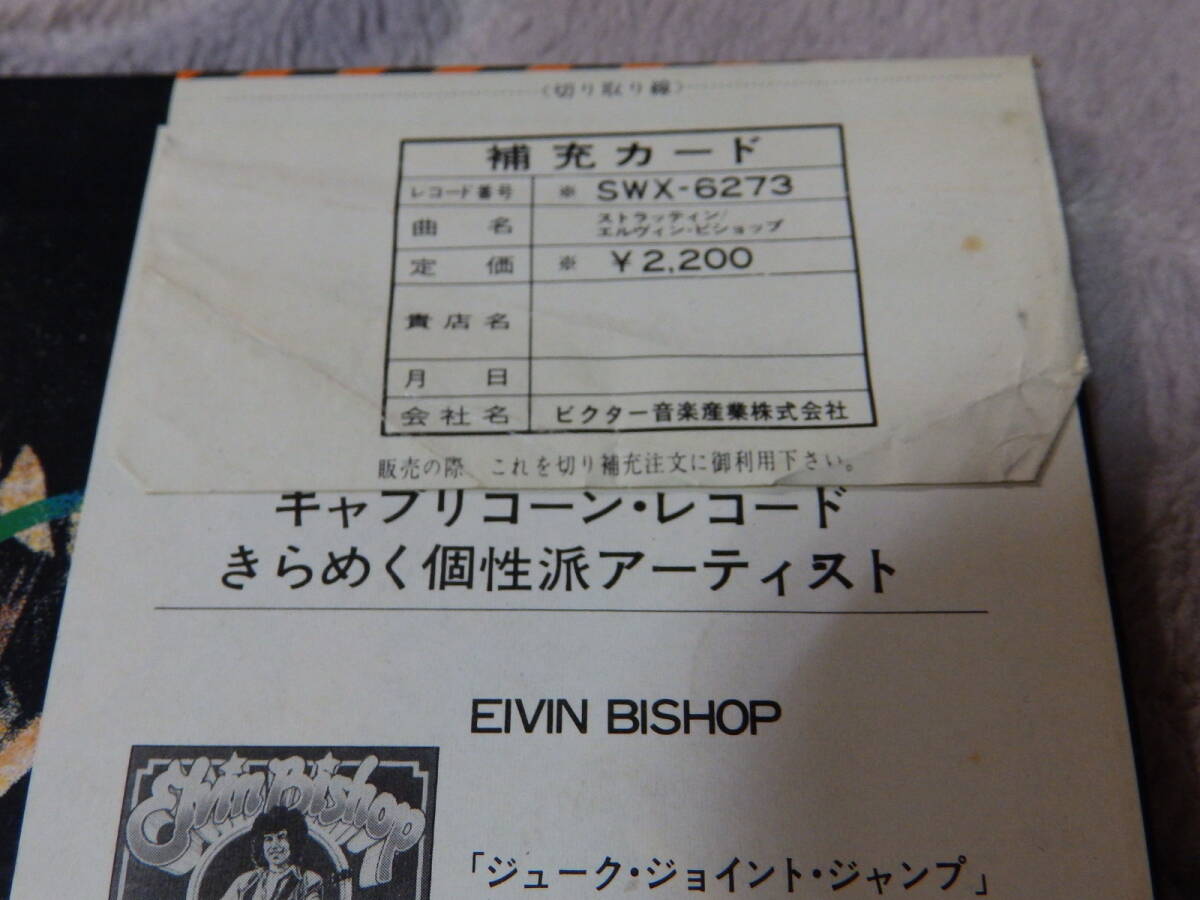 〈切り取り線〉
補充カード
レコード番号 ※ SWX-6273
曲名 ストラッティン/
エルヴィン・ビショップ
定価 ※ ¥2,200
貴店名
月日
会社名 ビクター音楽産業株式会社
販売の際 これを切り補充注文に御利用下さい。
キャプリコーン・レコード
きらめく個性派アーティスト
EIVIN BISHOP
Elvin Bishop
「ジューク・ジョイント・ジャンプ」